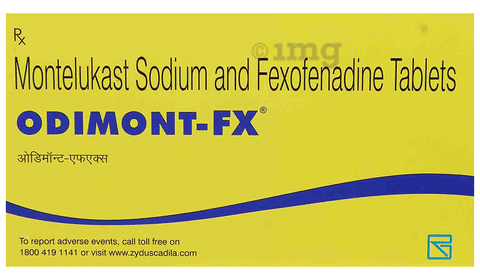 Rx
©1mg
Montelukast Sodium and Fexofenadine Tablets
ODIMONT-FX®
ओडिमॉन्ट-एफएक्स
To report adverse events, call toll free on
1800 419 1141 or visit www.zyduscadila.com